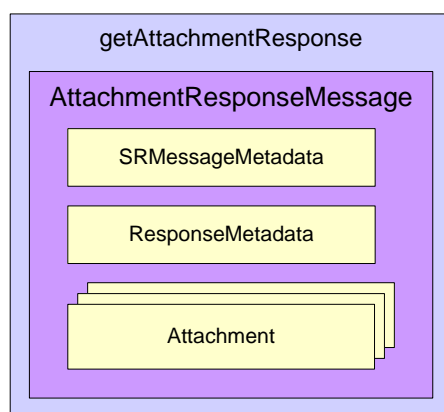 getAttachmentResponse
AttachmentResponseMessage
SRMessageMetadata
ResponseMetadata
Attachment